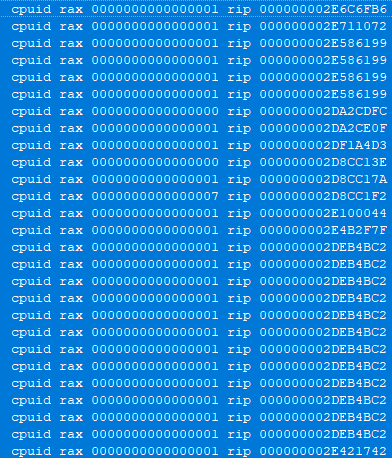 cpuid rax 0000000000000001 rip 000000002E6C6FB6
cpuid rax 0000000000000001 rip 000000002E711072
cpuid rax 0000000000000001 rip 000000002E586199
cpuid rax 0000000000000001 rip 000000002E586199
cpuid rax 0000000000000001 rip 000000002E586199
cpuid rax 0000000000000001 rip 000000002E586199
cpuid rax 0000000000000000 rip 000000002DA2CDFC
cpuid rax 0000000000000001 rip 000000002DA2CE0F
cpuid rax 0000000000000001 rip 000000002DF1A4D3
cpuid rax 0000000000000000 rip 000000002D8CC13E
cpuid rax 0000000000000001 rip 000000002D8CC17A
cpuid rax 0000000000000007 rip 000000002D8CC1F2
cpuid rax 0000000000000001 rip 000000002E100044
cpuid rax 0000000000000001 rip 000000002E4B2F7F
cpuid rax 0000000000000001 rip 000000002DEB4BC2
cpuid rax 0000000000000001 rip 000000002DEB4BC2
cpuid rax 0000000000000001 rip 000000002DEB4BC2
cpuid rax 0000000000000001 rip 000000002DEB4BC2
cpuid rax 0000000000000001 rip 000000002DEB4BC2
cpuid rax 0000000000000001 rip 000000002DEB4BC2
cpuid rax 0000000000000001 rip 000000002DEB4BC2
cpuid rax 0000000000000001 rip 000000002DEB4BC2
cpuid rax 0000000000000001 rip 000000002DEB4BC2
cpuid rax 0000000000000001 rip 000000002DEB4BC2
cpuid rax 0000000000000001 rip 000000002DEB4BC2
cpuid rax 0000000000000001 rip 000000002DEB4BC2
cpuid rax 0000000000000001 rip 000000002E421742